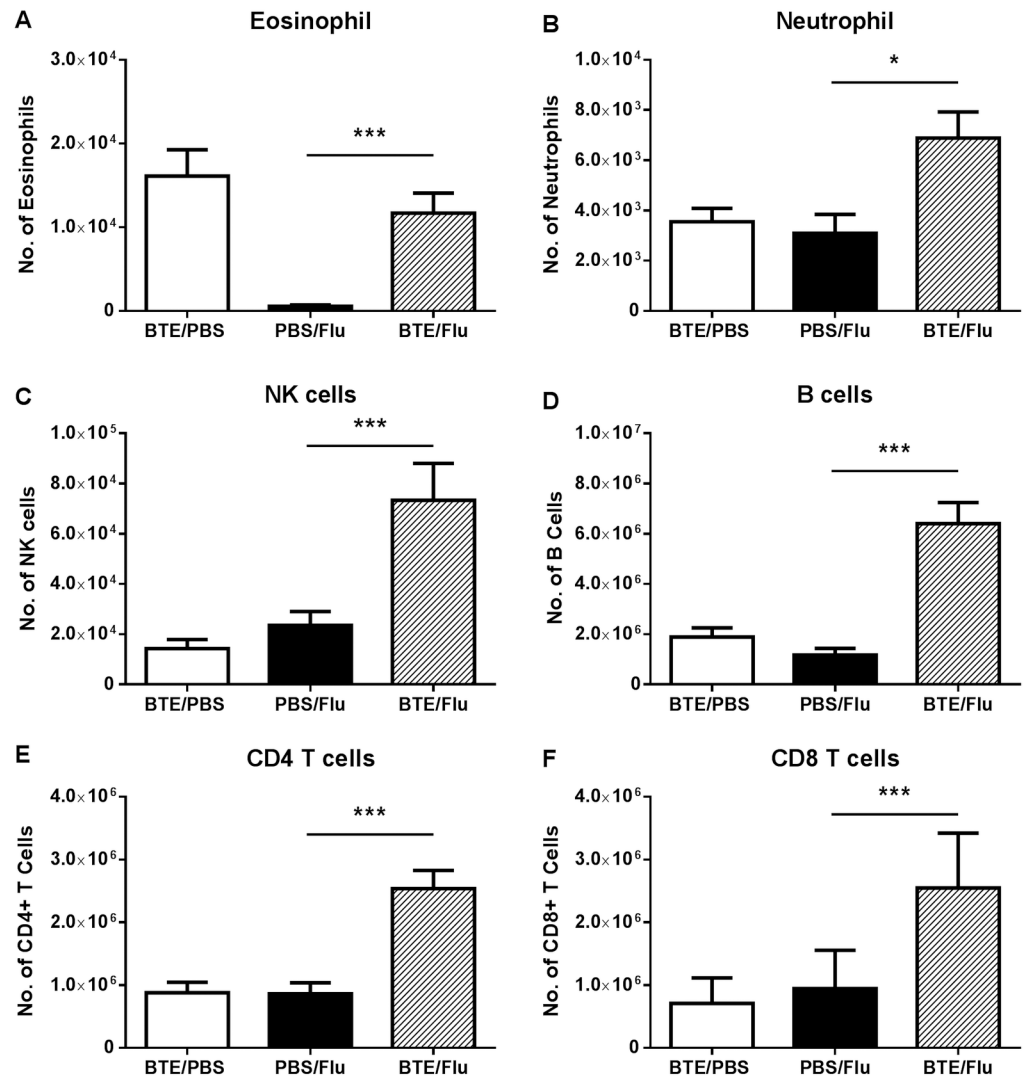 A Eosinophil
No. of Eosinophils
3.0×10⁴
2.0×10⁴
1.0×10⁴
0
***
BTE/PBS PBS/Flu BTE/Flu
B Neutrophil
No. of Neutrophils
1.0×10⁴
8.0×10³
6.0×10³
4.0×10³
2.0×10³
0
*
BTE/PBS PBS/Flu BTE/Flu
C NK cells
No. of NK cells
1.0×10⁵
8.0×10⁴
6.0×10⁴
4.0×10⁴
2.0×10⁴
0
***
BTE/PBS PBS/Flu BTE/Flu
D B cells
No. of B Cells
1.0×10⁷
8.0×10⁶
6.0×10⁶
4.0×10⁶
2.0×10⁶
0
***
BTE/PBS PBS/Flu BTE/Flu
E CD4 T cells
No. of CD4+ T Cells
4.0×10⁶
3.0×10⁶
2.0×10⁶
1.0×10⁶
0
***
BTE/PBS PBS/Flu BTE/Flu
F CD8 T cells
No. of CD8+ T Cells
4.0×10⁶
3.0×10⁶
2.0×10⁶
1.0×10⁶
0
***
BTE/PBS PBS/Flu BTE/Flu